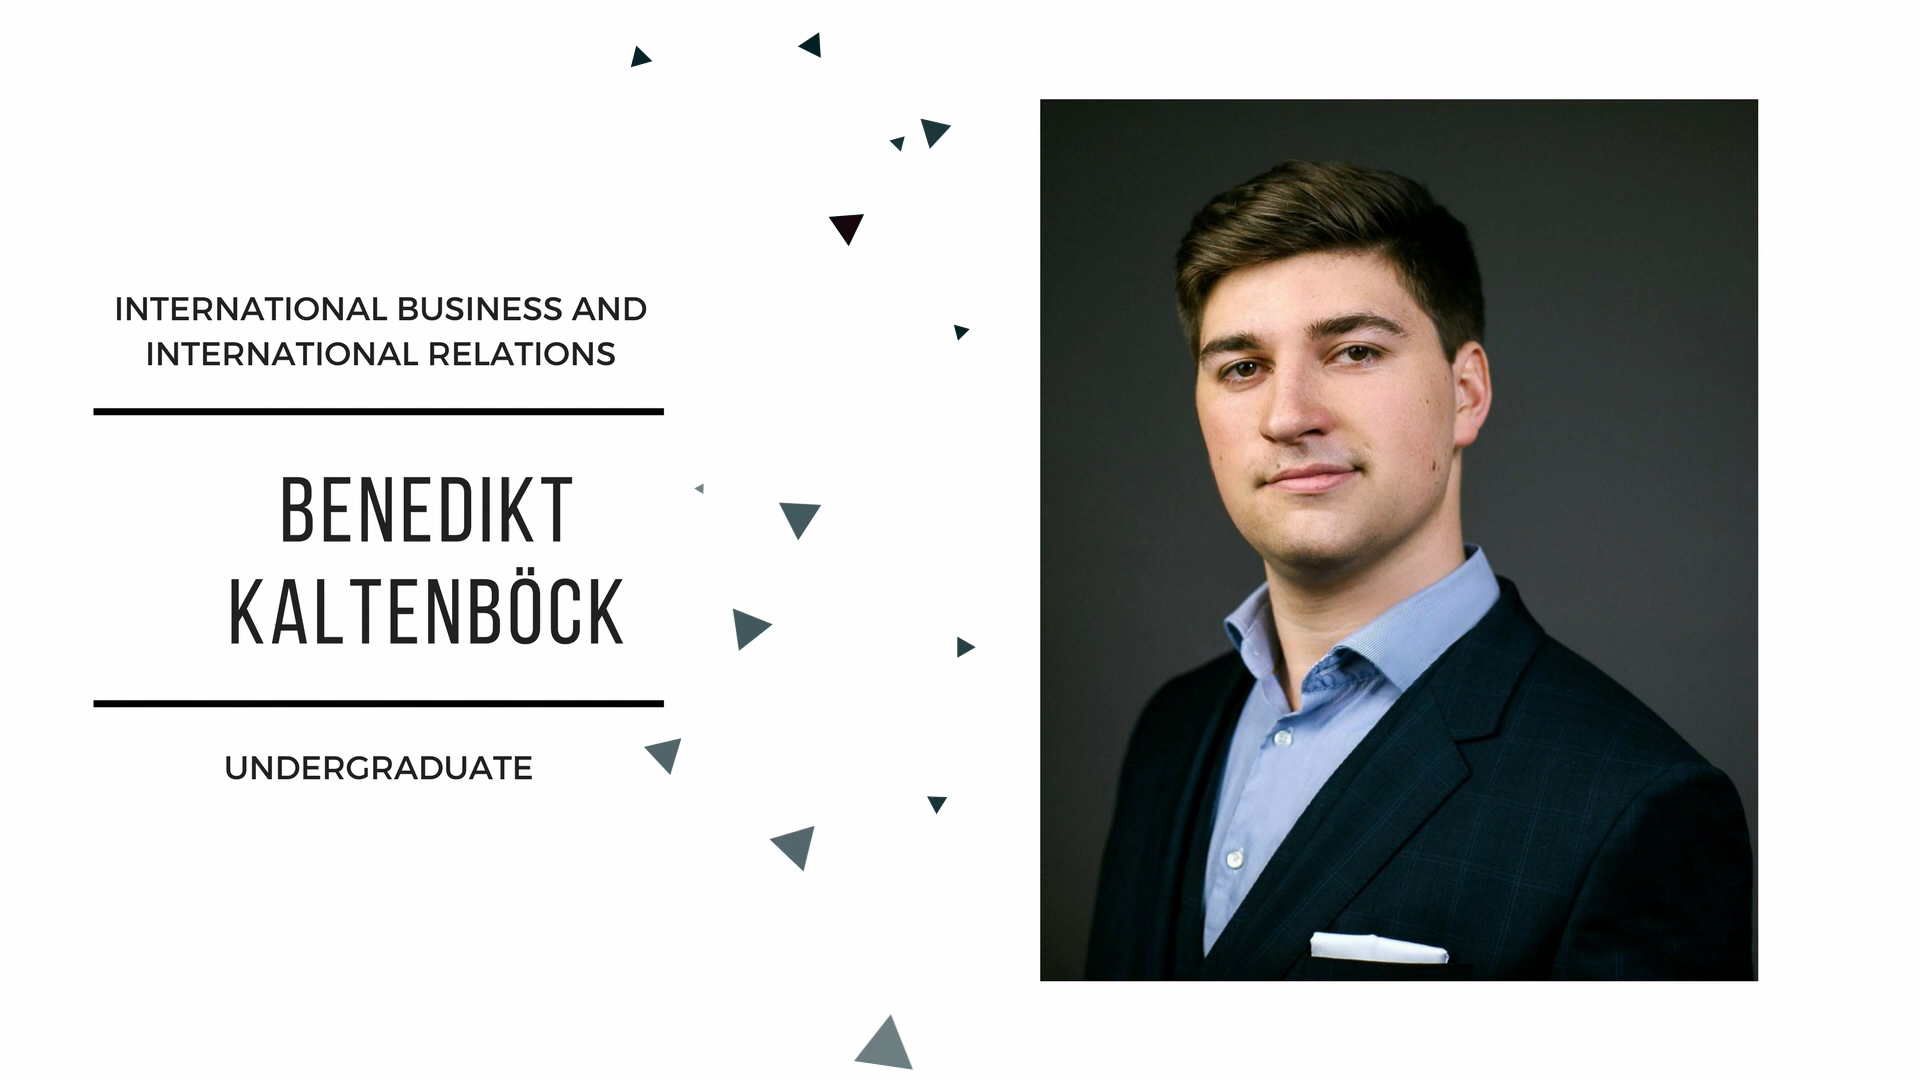 INTERNATIONAL BUSINESS AND
INTERNATIONAL RELATIONS
BENEDIKT
KALTENBÖCK
UNDERGRADUATE